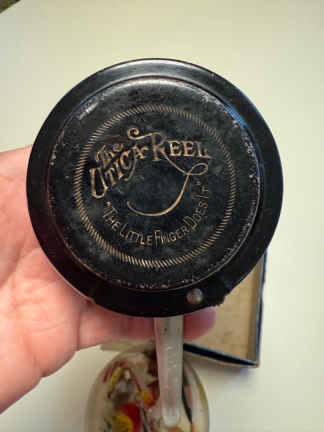 The
UTICA-REEL
"THE LITTLE FINGER DOES IT"